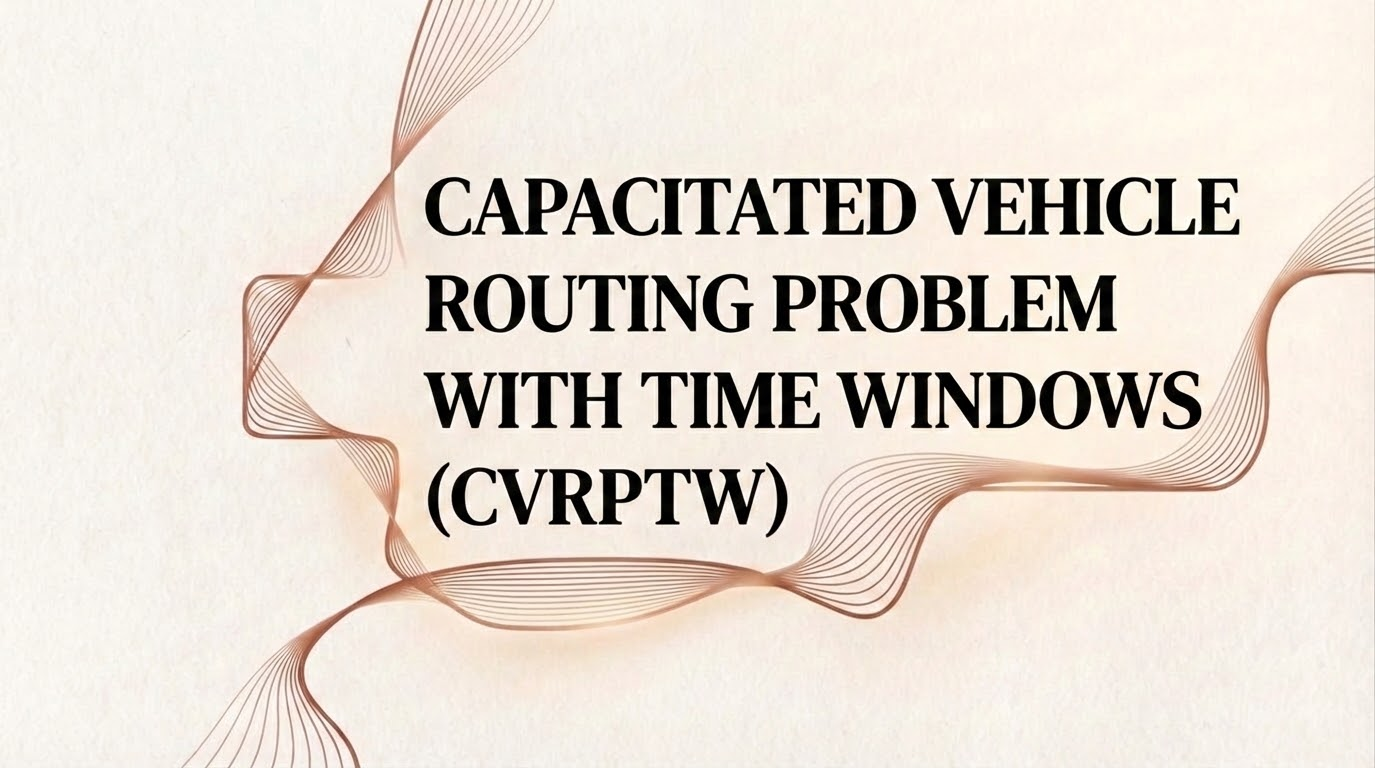 CAPACITATED VEHICLE
ROUTING PROBLEM
WITH TIME WINDOWS
(CVRPTW)